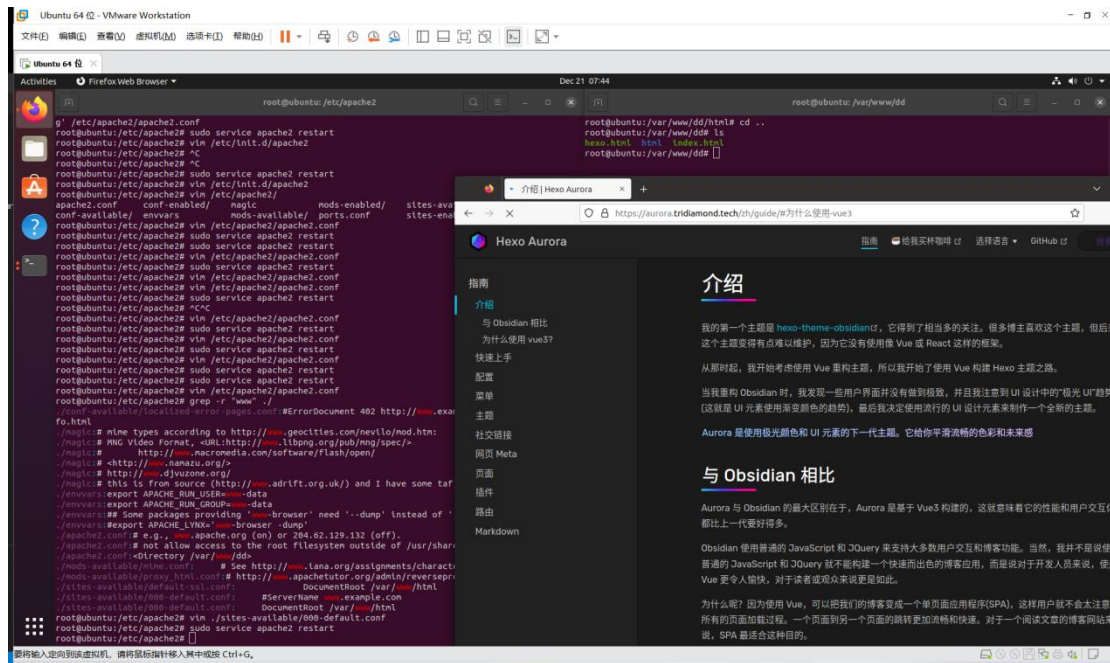 Ubuntu 64 位 - VMware Workstation
文件(F) 编辑(E) 查看(V) 虚拟机(M) 选项卡(T) 帮助(H)
Ubuntu 64 位
Activities Firefox Web Browser Dec 21 07:44
root@ubuntu: /etc/apache2
g' /etc/apache2/apache2.conf
root@ubuntu:/etc/apache2# sudo service apache2 restart
root@ubuntu:/etc/apache2# vim /etc/init.d/apache2
root@ubuntu:/etc/apache2# ^C
root@ubuntu:/etc/apache2# ^C
root@ubuntu:/etc/apache2# sudo service apache2 restart
root@ubuntu:/etc/apache2# vim /etc/init.d/apache2
root@ubuntu:/etc/apache2# vim /etc/apache2/
apache2.conf conf-enabled/ magic mods-enabled/ sites-ava
conf-available/ envvars mods-available/ ports.conf sites-ena
root@ubuntu:/etc/apache2# vim /etc/apache2/apache2.conf
root@ubuntu:/etc/apache2# sudo service apache2 restart
root@ubuntu:/etc/apache2# sudo service apache2 restart
root@ubuntu:/etc/apache2# vim /etc/apache2/apache2.conf
root@ubuntu:/etc/apache2# vim /etc/apache2/apache2.conf
root@ubuntu:/etc/apache2# sudo service apache2 restart
root@ubuntu:/etc/apache2# vim /etc/apache2/apache2.conf
root@ubuntu:/etc/apache2# sudo service apache2 restart
root@ubuntu:/etc/apache2# ^C^C
root@ubuntu:/etc/apache2# vim /etc/apache2/apache2.conf
root@ubuntu:/etc/apache2# sudo service apache2 restart
root@ubuntu:/etc/apache2# vim /etc/apache2/apache2.conf
root@ubuntu:/etc/apache2# sudo service apache2 restart
root@ubuntu:/etc/apache2# vim /etc/apache2/apache2.conf
root@ubuntu:/etc/apache2# sudo service apache2 restart
root@ubuntu:/etc/apache2# vim /etc/apache2/apache2.conf
root@ubuntu:/etc/apache2# grep -r "www" ./
./conf-available/localized-error-pages.conf:#ErrorDocument 402 http://www.exa
fo.html
./magic:# mime types according to http://www.geocities.com/nevilo/mod.htm:
./magic:# MNG Video Format, <URL:http://www.libpng.org/pub/mng/spec/>
./magic:# http://www.macromedia.com/software/flash/open/
./magic:# <http://www.namazu.org/>
./magic:# http://www.djvuzone.org/
./magic:# this is from source (http://www.adrift.org.uk/) and I have some taf
./envvars:export APACHE_RUN_USER=www-data
./envvars:export APACHE_RUN_GROUP=www-data
./envvars:## Some packages providing 'www-browser' need '--dump' instead of '
./envvars:#export APACHE_LYNX='www-browser -dump'
./apache2.conf:# e.g., www.apache.org (on) or 204.62.129.132 (off).
./apache2.conf:# not allow access to the root filesystem outside of /usr/shar
./apache2.conf:<Directory /var/www/dd>
./mods-available/mime.conf: # See http://www.iana.org/assignments/charact
./mods-available/proxy_html.conf:# http://www.apachetutor.org/admin/reversepr
./sites-available/default-ssl.conf: DocumentRoot /var/www/html
./sites-available/000-default.conf: #ServerName www.example.com
./sites-available/000-default.conf: DocumentRoot /var/www/html
root@ubuntu:/etc/apache2# vim ./sites-available/000-default.conf
root@ubuntu:/etc/apache2# sudo service apache2 restart
root@ubuntu:/etc/apache2#
root@ubuntu: /var/www/dd
root@ubuntu:/var/www/dd/html# cd ..
root@ubuntu:/var/www/dd# ls
hexo.html html index.html
root@ubuntu:/var/www/dd#
介绍 | Hexo Aurora
https://aurora.tridiamond.tech/zh/guide/#为什么使用-vue3
Hexo Aurora 指南 给我买杯咖啡 选择语言 GitHub
指南
介绍
与 Obsidian 相比
为什么使用 vue3?
快速上手
配置
菜单
主题
社交链接
网页 Meta
页面
插件
路由
Markdown
介绍
我的第一个主题是 hexo-theme-obsidian，它得到了相当多的关注。很多博主喜欢这个主题，但后
这个主题变得有点难以维护，因为它没有使用像 Vue 或 React 这样的框架。
从那时起，我开始考虑使用 Vue 重构主题，所以我开始了使用 Vue 构建 Hexo 主题之路。
当我重构 Obsidian 时，我发现一些用户界面并没有做到极致，并且我注意到 UI 设计中的"极光 UI"趋势
(这就是 UI 元素使用渐变颜色的趋势)，最后我决定使用流行的 UI 设计元素来制作一个全新的主题。
Aurora 是使用极光颜色和 UI 元素的下一代主题。它给你平滑流畅的色彩和未来感
与 Obsidian 相比
Aurora 与 Obsidian 的最大区别在于，Aurora 是基于 Vue3 构建的，这就意味着它的性能和用户交互体
都比上一代要好得多。
Obsidian 使用普通的 JavaScript 和 JQuery 来支持大多数用户交互和博客功能。当然，我并不是说使
普通的 JavaScript 和 JQuery 就不能构建一个快速而出色的博客应用，而是说对于开发人员来说，使
Vue 更令人愉快，对于读者或观众来说更是如此。
为什么呢？因为使用 Vue，可以把我们的博客变成一个单页面应用程序(SPA)，这样用户就不会太注意
所有的页面加载过程。一个页面到另一个页面的跳转更加流畅和快速。对于一个阅读文章的博客网站来
说，SPA 最适合这种目的。
要将输入定向到该虚拟机，请将鼠标指针移入其中或按 Ctrl+G。